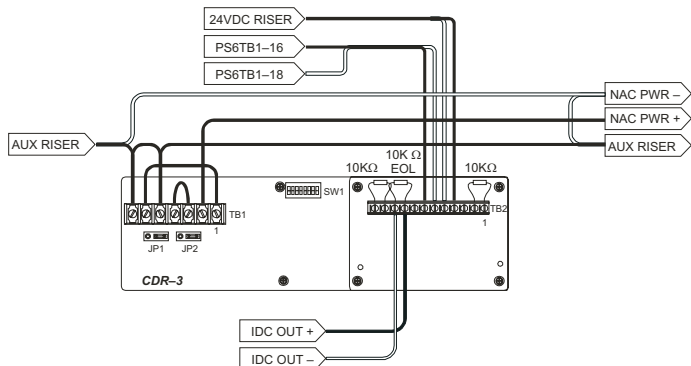 24VDC RISER
PS6TB1–16
PS6TB1–18
NAC PWR –
NAC PWR +
AUX RISER
AUX RISER
10KΩ
10K Ω
EOL
10KΩ
SW1
TB1
1
TB2
1
JP1
JP2
CDR–3
IDC OUT +
IDC OUT –